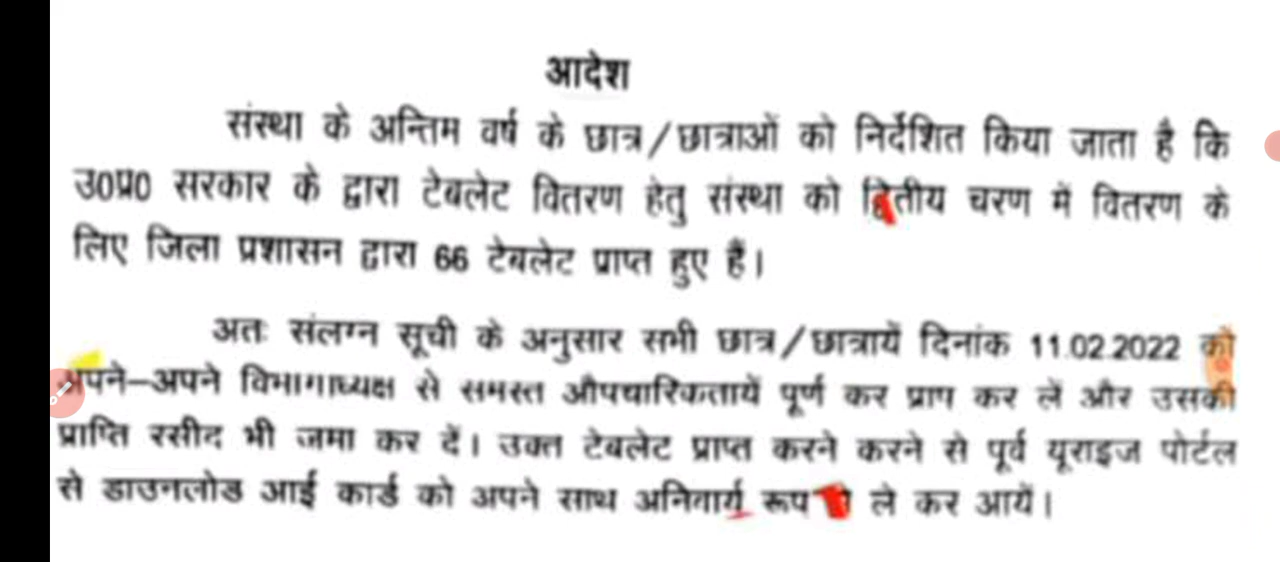 आदेश
संस्था के अन्तिम वर्ष के छात्र/छात्राओं को निर्देशित किया जाता है कि
उ0प्र0 सरकार के द्वारा टेबलेट वितरण हेतु संस्था को द्वितीय चरण में वितरण के
लिए जिला प्रशासन द्वारा 66 टेबलेट प्राप्त हुए हैं।
अतः संलग्न सूची के अनुसार सभी छात्र/छात्रायें दिनांक 11.02.2022 को
अपने–अपने विभागाध्यक्ष से समस्त औपचारिकतायें पूर्ण कर प्राप कर लें और उसकी
प्राप्ति रसीद भी जमा कर दें। उक्त टेबलेट प्राप्त करने करने से पूर्व यूराइज पोर्टल
से डाउनलोड आई कार्ड को अपने साथ अनिवार्य रूप ले कर आयें।